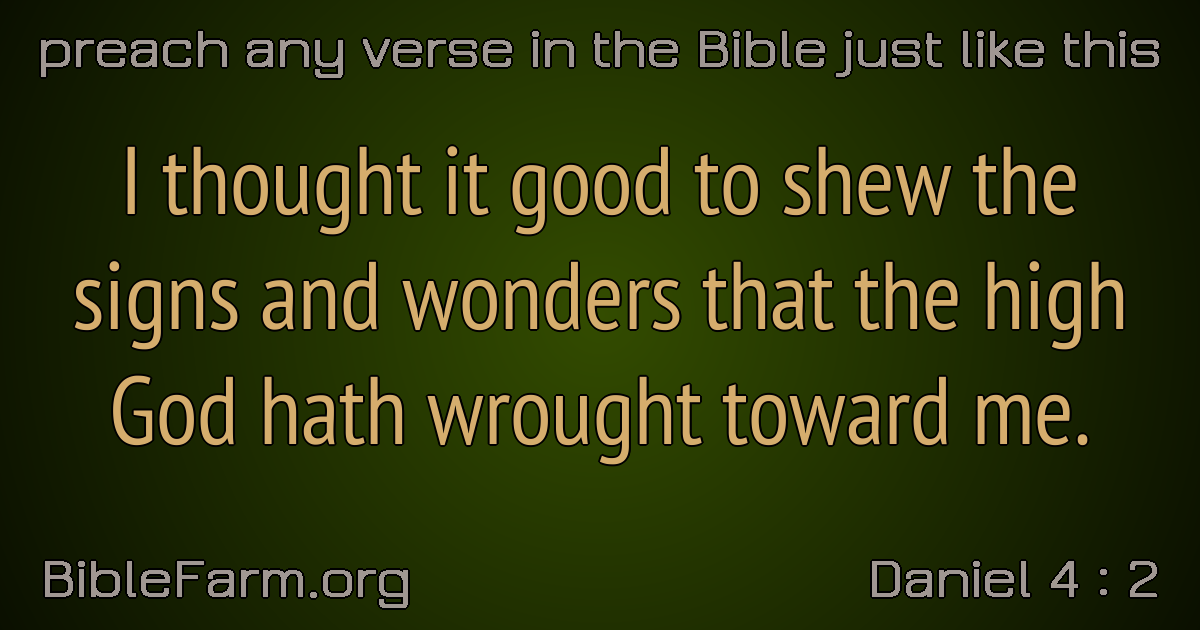 preach any verse in the Bible just like this
I thought it good to shew the
signs and wonders that the high
God hath wrought toward me.
BibleFarm.org
Daniel 4 : 2